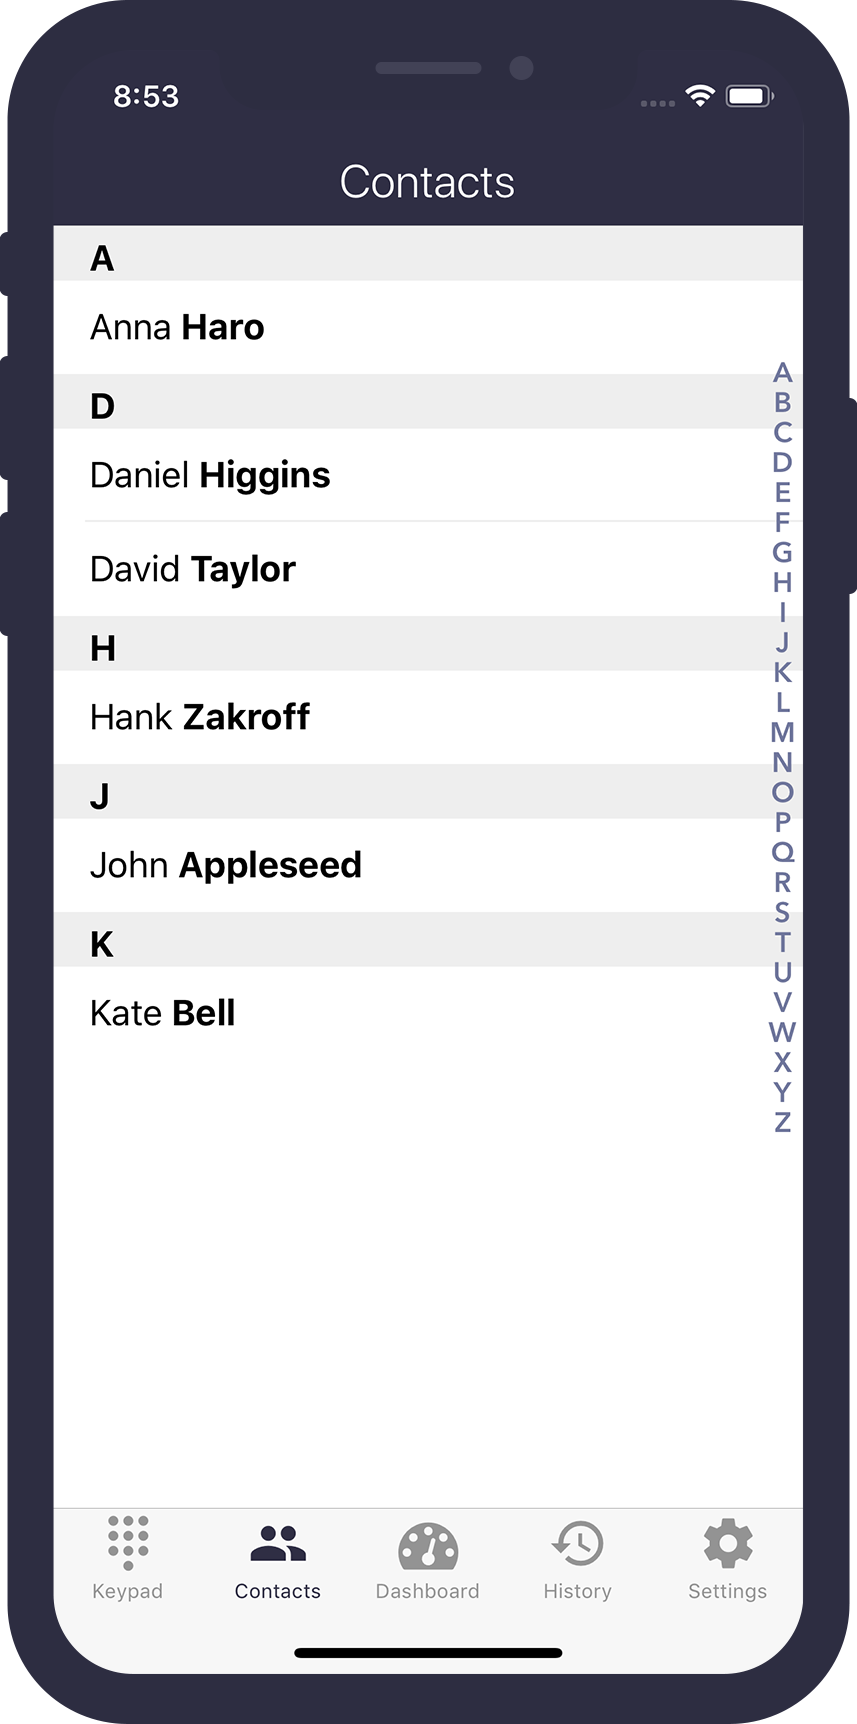 8:53
Contacts
A
Anna Haro
D
Daniel Higgins
David Taylor
H
Hank Zakroff
J
John Appleseed
K
Kate Bell
A
B
C
D
E
F
G
H
I
J
K
L
M
N
O
P
Q
R
S
T
U
V
W
X
Y
Z
Keypad Contacts Dashboard History Settings